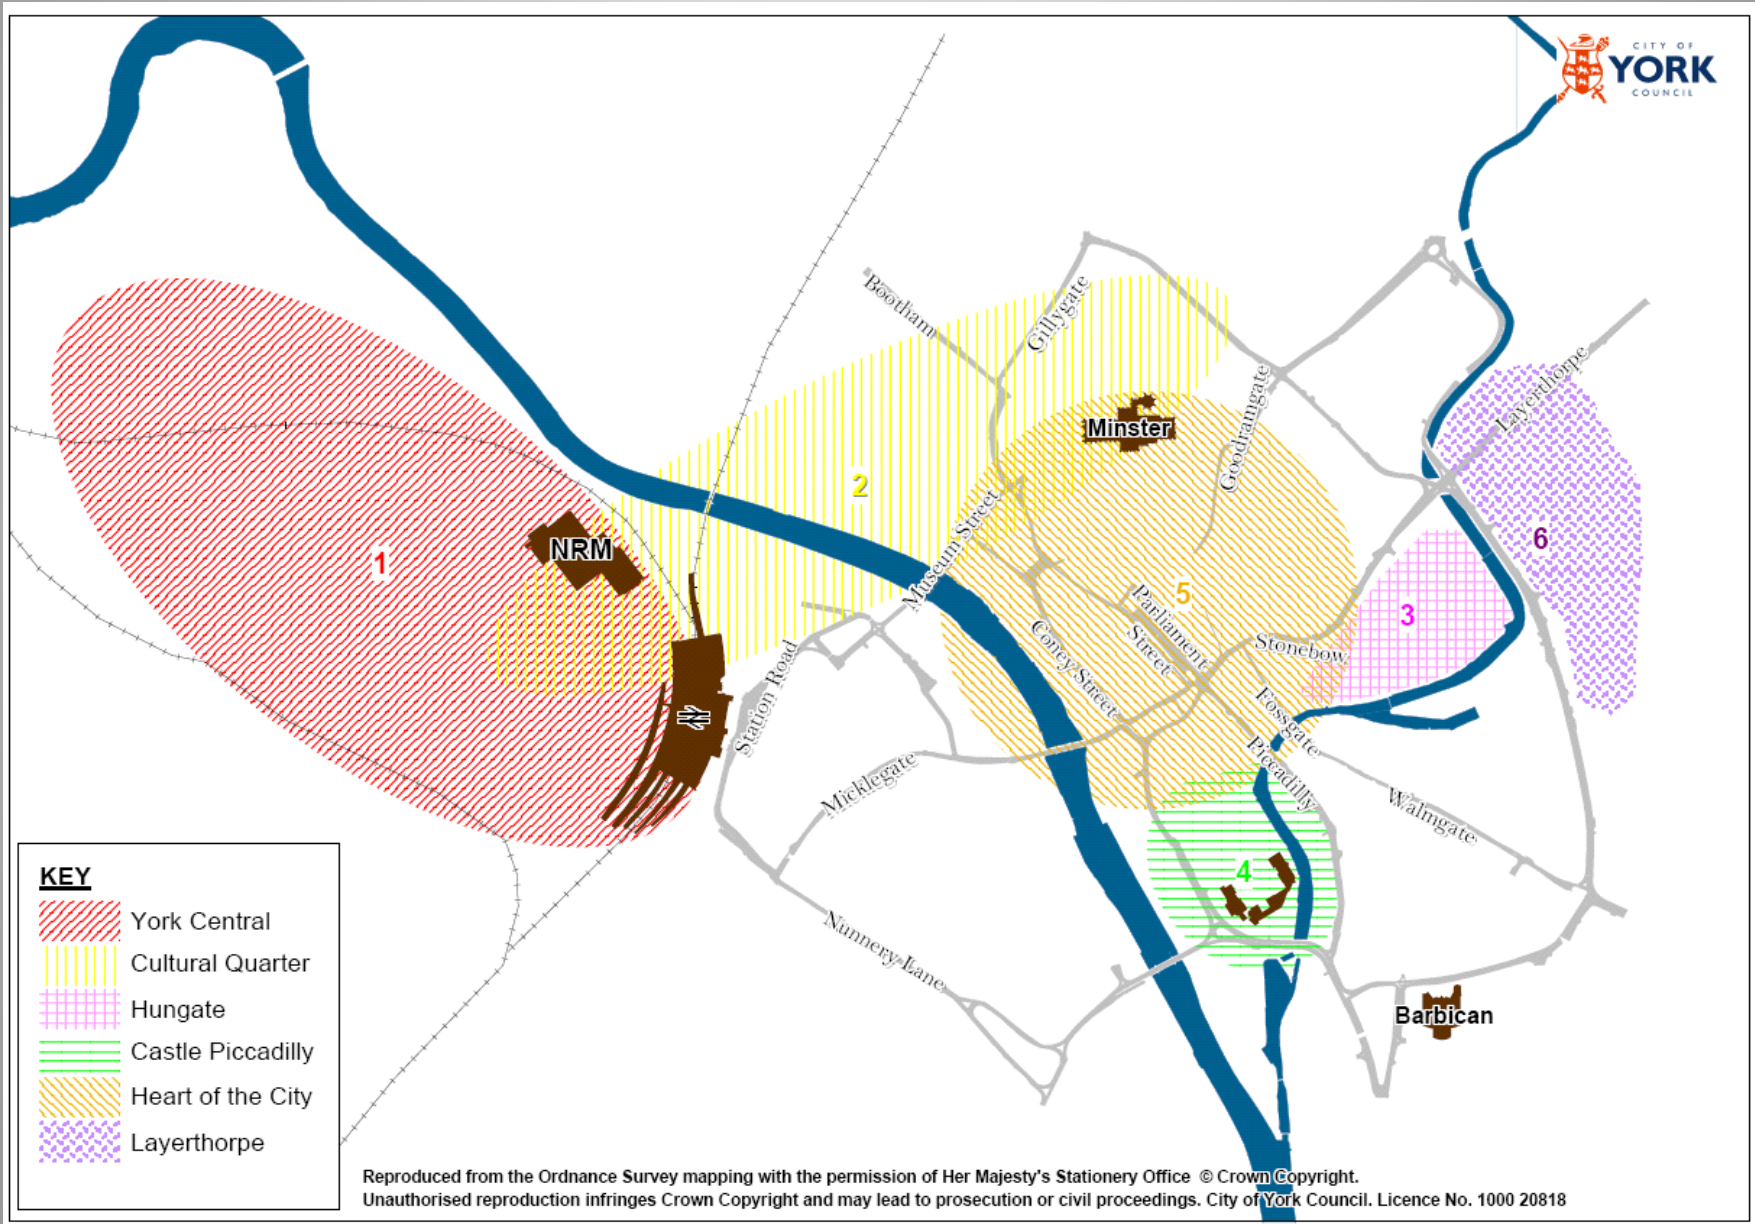 CITY OF
YORK
COUNCIL
Bootham
Gillygate
Goodramgate
Layerthorpe
Minster
Museum Street
NRM
1
2
3
4
5
6
Parliament
Street
Stonebow
Coney Street
Station Road
Fossgate
Piccadilly
Micklegate
Walmgate
Nunnery Lane
Barbican
KEY
York Central
Cultural Quarter
Hungate
Castle Piccadilly
Heart of the City
Layerthorpe
Reproduced from the Ordnance Survey mapping with the permission of Her Majesty's Stationery Office © Crown Copyright.
Unauthorised reproduction infringes Crown Copyright and may lead to prosecution or civil proceedings. City of York Council. Licence No. 1000 20818